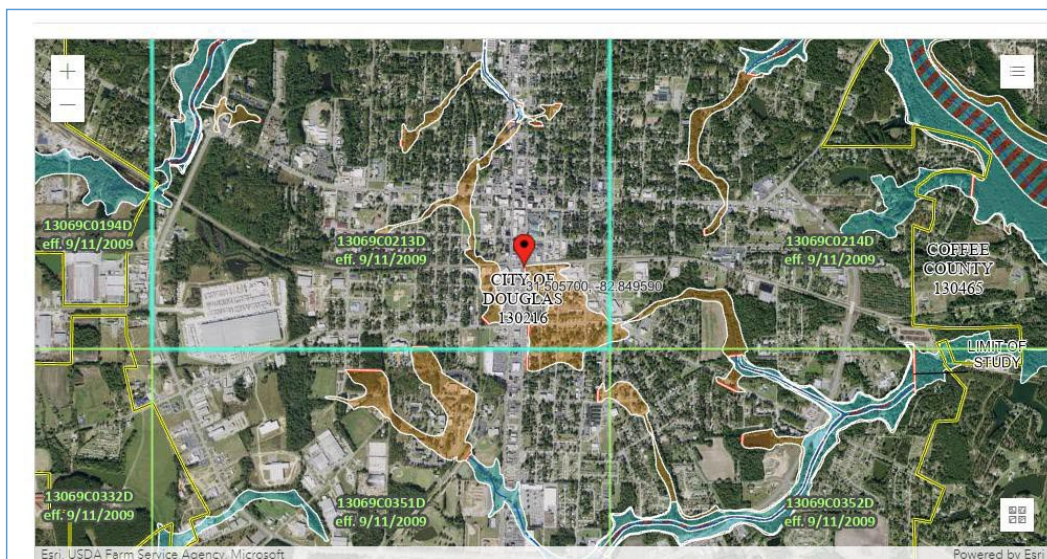 +
−
13069C0194D
eff. 9/11/2009
13069C0213D
eff. 9/11/2009
13069C0214D
eff. 9/11/2009
COFFEE
COUNTY
130465
CITY OF
DOUGLAS
130216
31.505700, -82.849590
LIMIT OF
STUDY
13069C0332D
eff. 9/11/2009
13069C0351D
eff. 9/11/2009
13069C0352D
eff. 9/11/2009
Esri, USDA Farm Service Agency, Microsoft
Powered by Esri